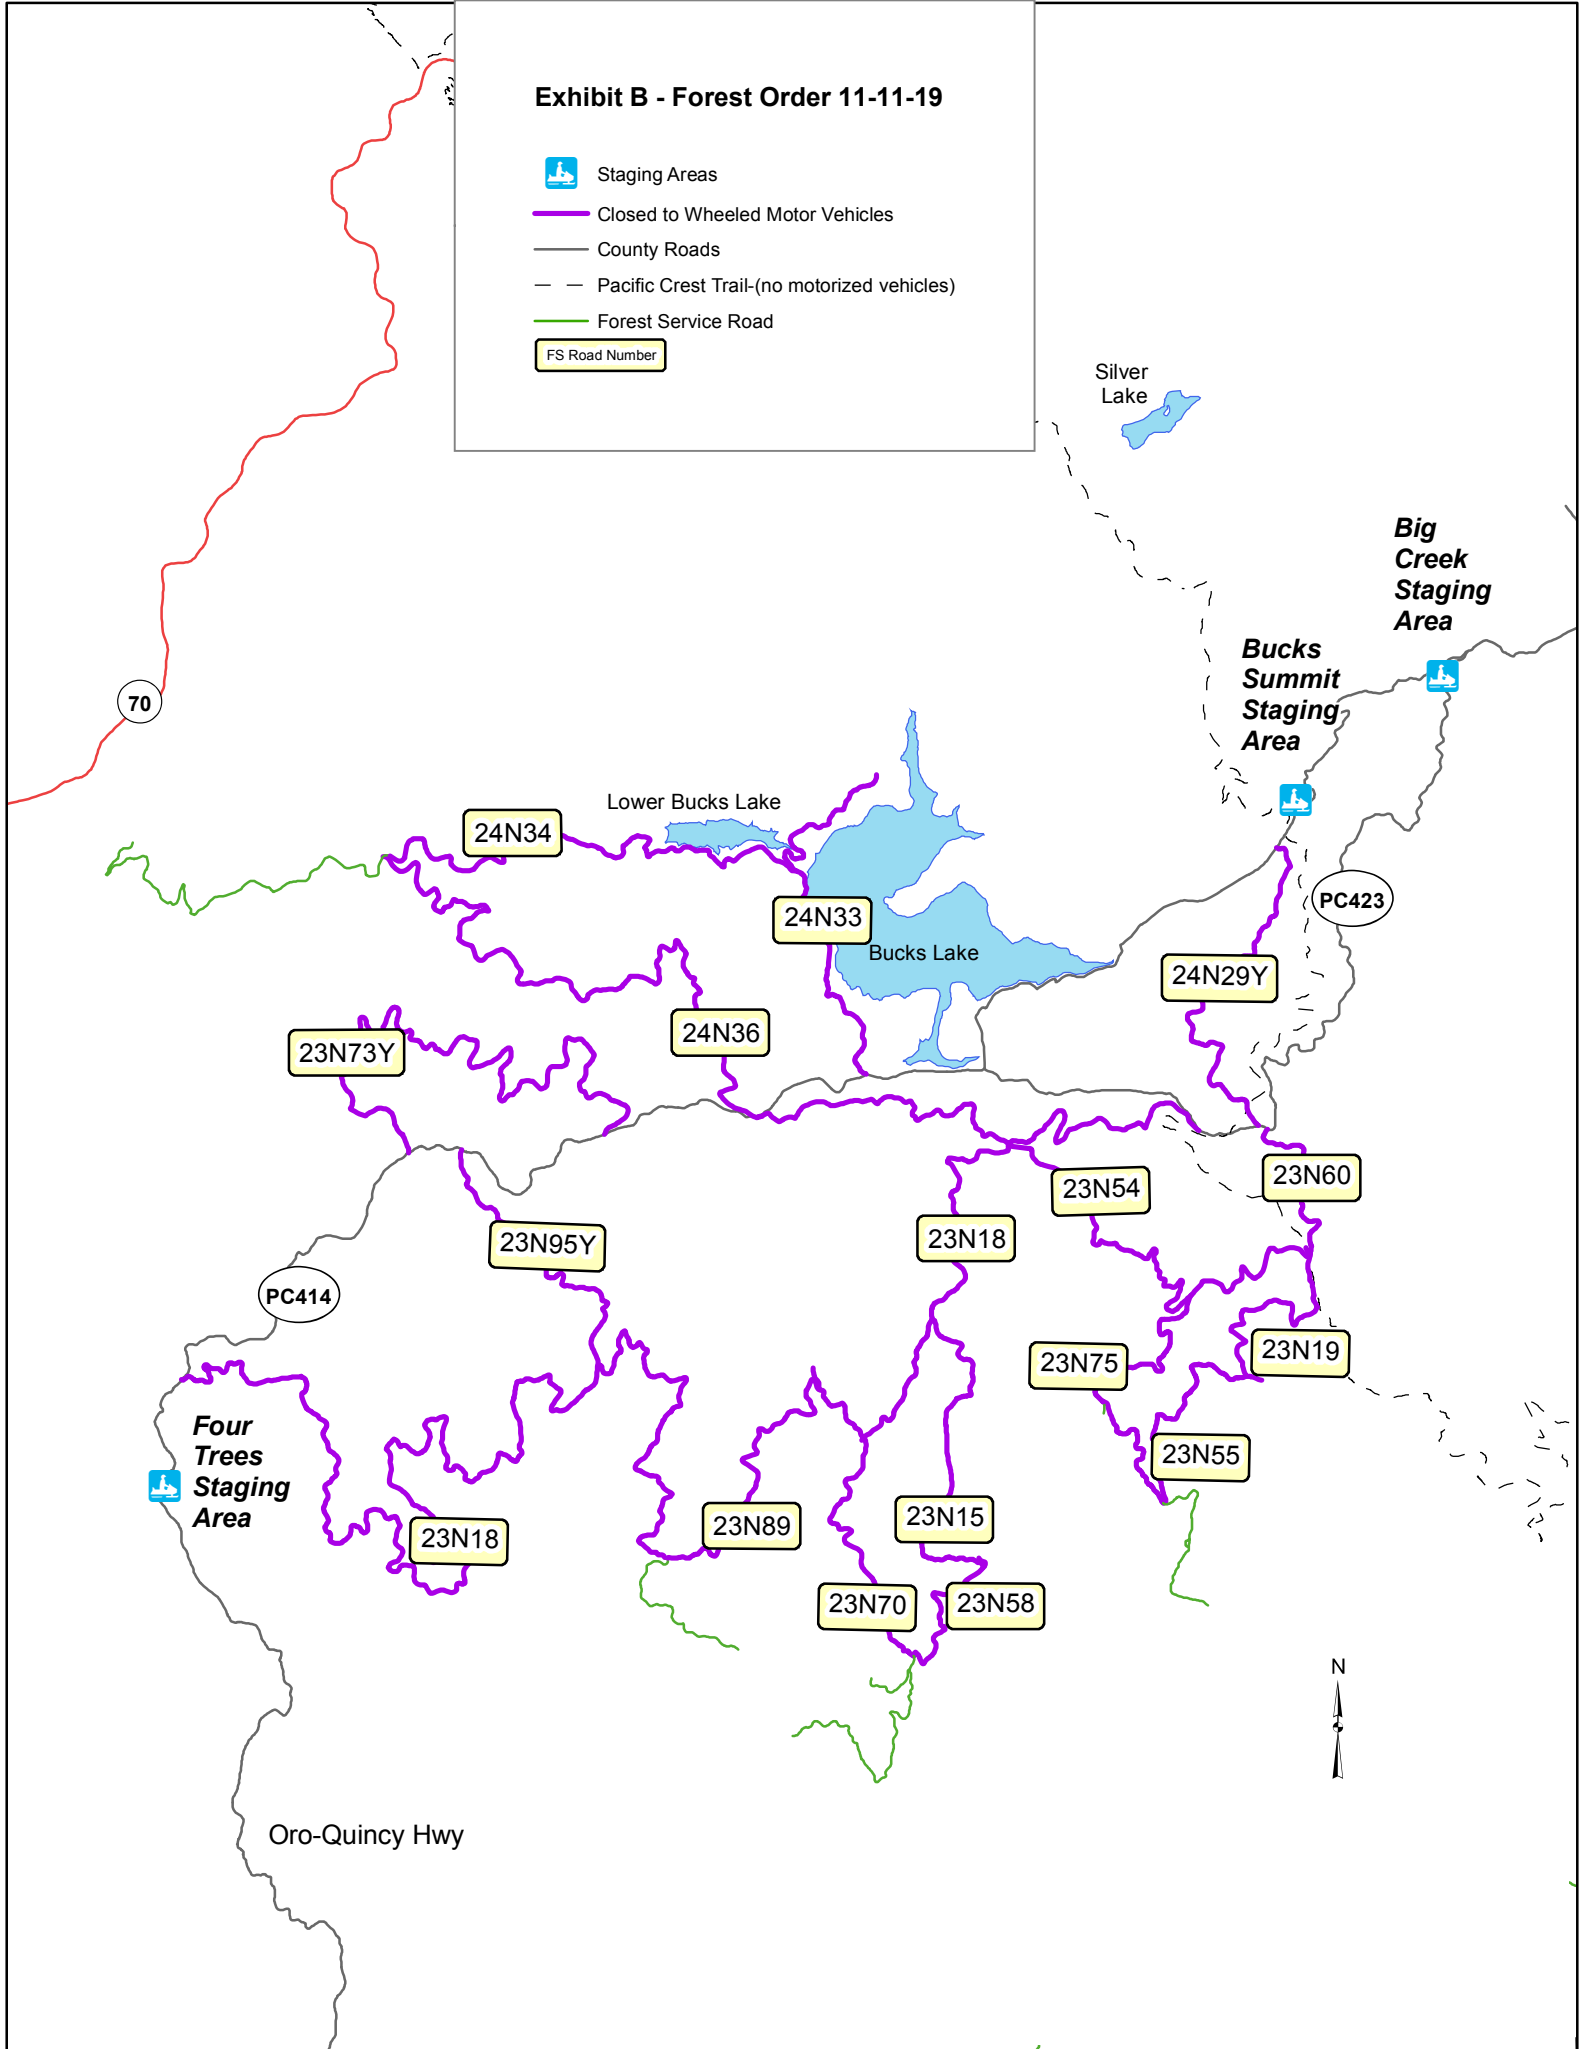 Exhibit B - Forest Order 11-11-19
Staging Areas
Closed to Wheeled Motor Vehicles
County Roads
Pacific Crest Trail-(no motorized vehicles)
Forest Service Road
FS Road Number
Silver
Lake
Big
Creek
Staging
Area
Bucks
Summit
Staging
Area
70
Lower Bucks Lake
24N34
PC423
24N33
Bucks Lake
24N29Y
24N36
23N73Y
23N60
23N54
23N18
23N95Y
PC414
23N19
23N75
Four
Trees
Staging
Area
23N55
23N15
23N89
23N18
23N70
23N58
N
Oro-Quincy Hwy